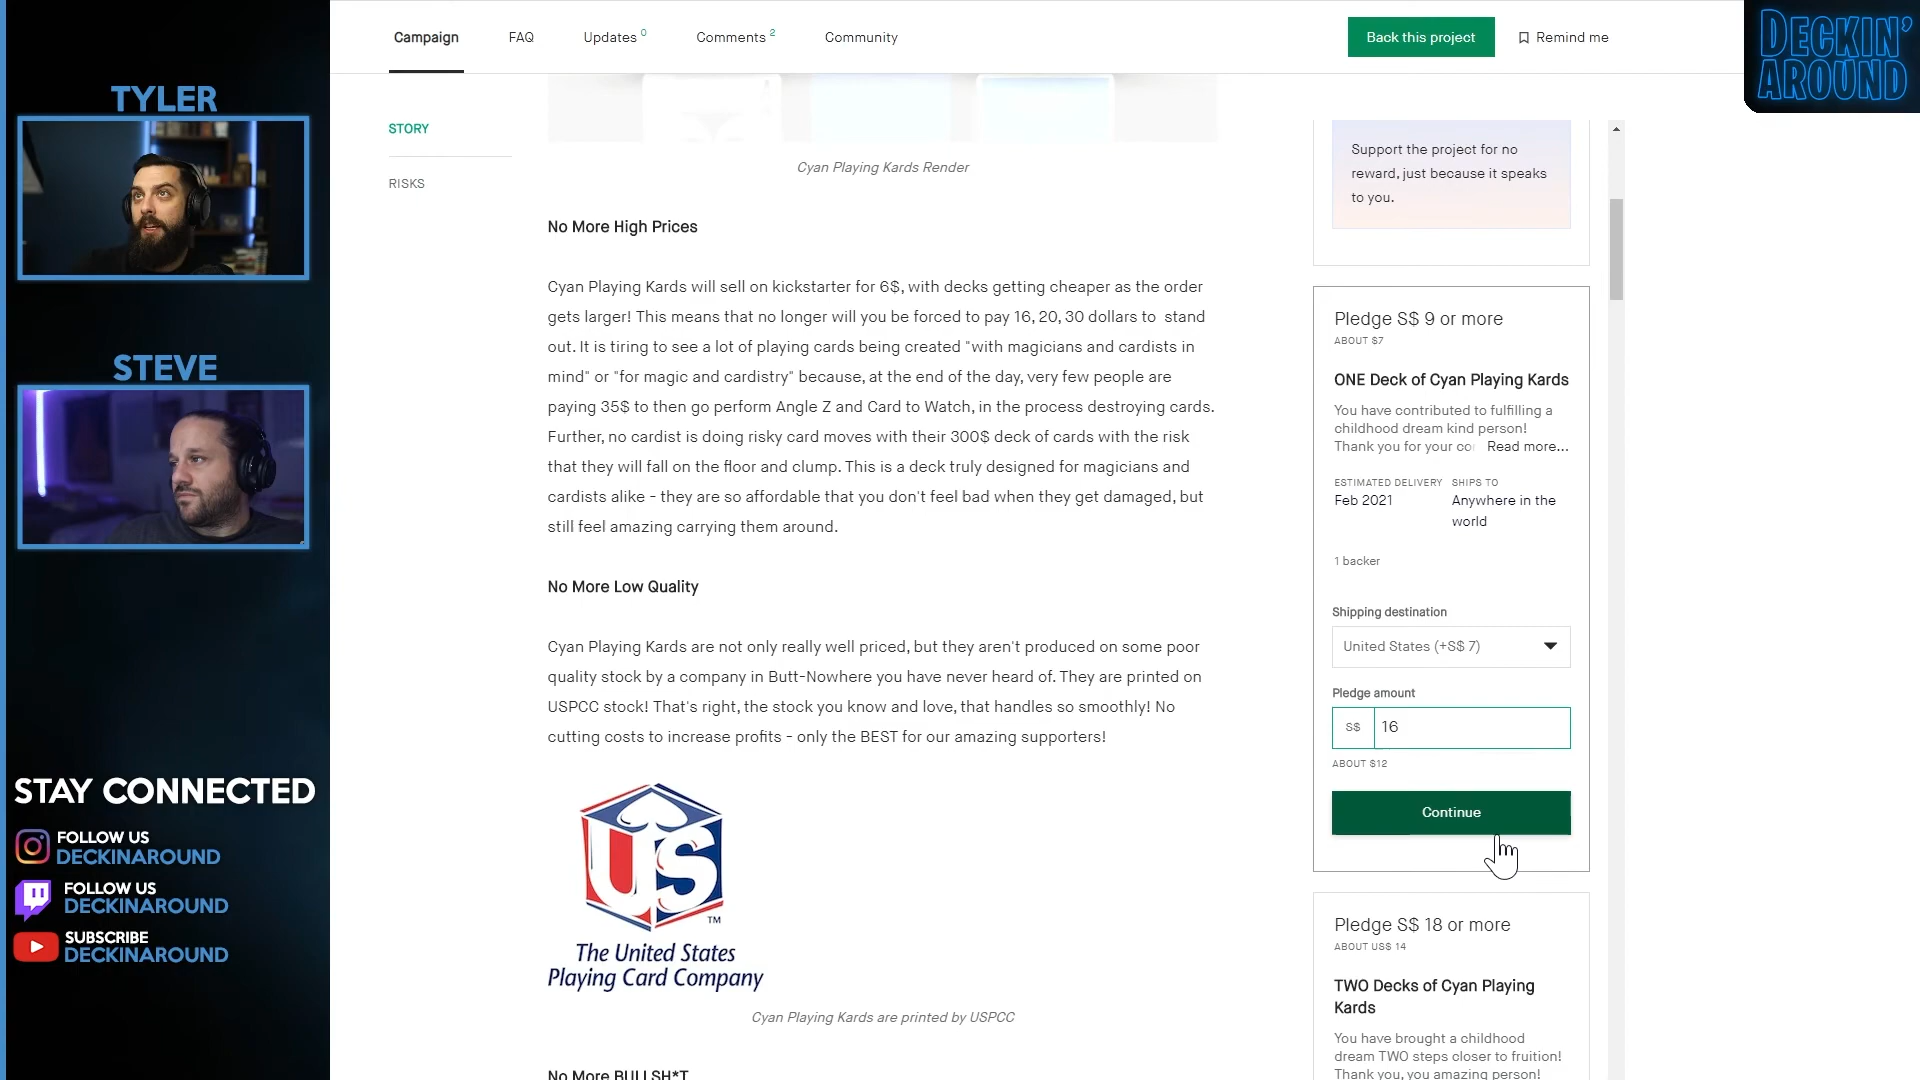 Campaign
FAQ
Updates 0
Comments 2
Community
Back this project
Remind me
DECKIN'
AROUND
TYLER
STEVE
STAY CONNECTED
FOLLOW US
DECKINAROUND
FOLLOW US
DECKINAROUND
SUBSCRIBE
DECKINAROUND
STORY
RISKS
Cyan Playing Kards Render
No More High Prices
Cyan Playing Kards will sell on kickstarter for 6$, with decks getting cheaper as the order
gets larger! This means that no longer will you be forced to pay 16, 20, 30 dollars to stand
out. It is tiring to see a lot of playing cards being created "with magicians and cardists in
mind" or "for magic and cardistry" because, at the end of the day, very few people are
paying 35$ to then go perform Angle Z and Card to Watch, in the process destroying cards.
Further, no cardist is doing risky card moves with their 300$ deck of cards with the risk
that they will fall on the floor and clump. This is a deck truly designed for magicians and
cardists alike - they are so affordable that you don't feel bad when they get damaged, but
still feel amazing carrying them around.
No More Low Quality
Cyan Playing Kards are not only really well priced, but they aren't produced on some poor
quality stock by a company in Butt-Nowhere you have never heard of. They are printed on
USPCC stock! That's right, the stock you know and love, that handles so smoothly! No
cutting costs to increase profits - only the BEST for our amazing supporters!
US
TM
The United States
Playing Card Company
Cyan Playing Kards are printed by USPCC
No More BULLSH*T
Support the project for no
reward, just because it speaks
to you.
Pledge S$ 9 or more
ABOUT $7
ONE Deck of Cyan Playing Kards
You have contributed to fulfilling a
childhood dream kind person!
Thank you for your co Read more...
ESTIMATED DELIVERY
Feb 2021
SHIPS TO
Anywhere in the
world
1 backer
Shipping destination
United States (+S$ 7)
Pledge amount
S$ 16
ABOUT $12
Continue
Pledge S$ 18 or more
ABOUT US$ 14
TWO Decks of Cyan Playing
Kards
You have brought a childhood
dream TWO steps closer to fruition!
Thank you, you amazing person!